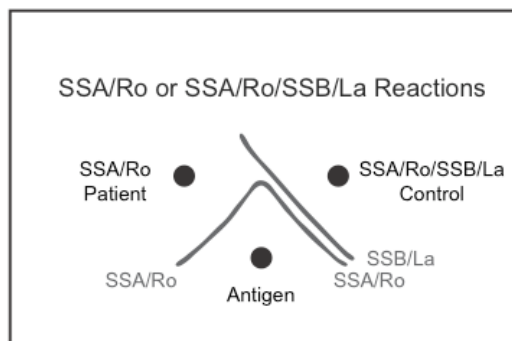 SSA/Ro or SSA/Ro/SSB/La Reactions
SSA/Ro
Patient
SSA/Ro/SSB/La
Control
SSA/Ro
Antigen
SSB/La
SSA/Ro